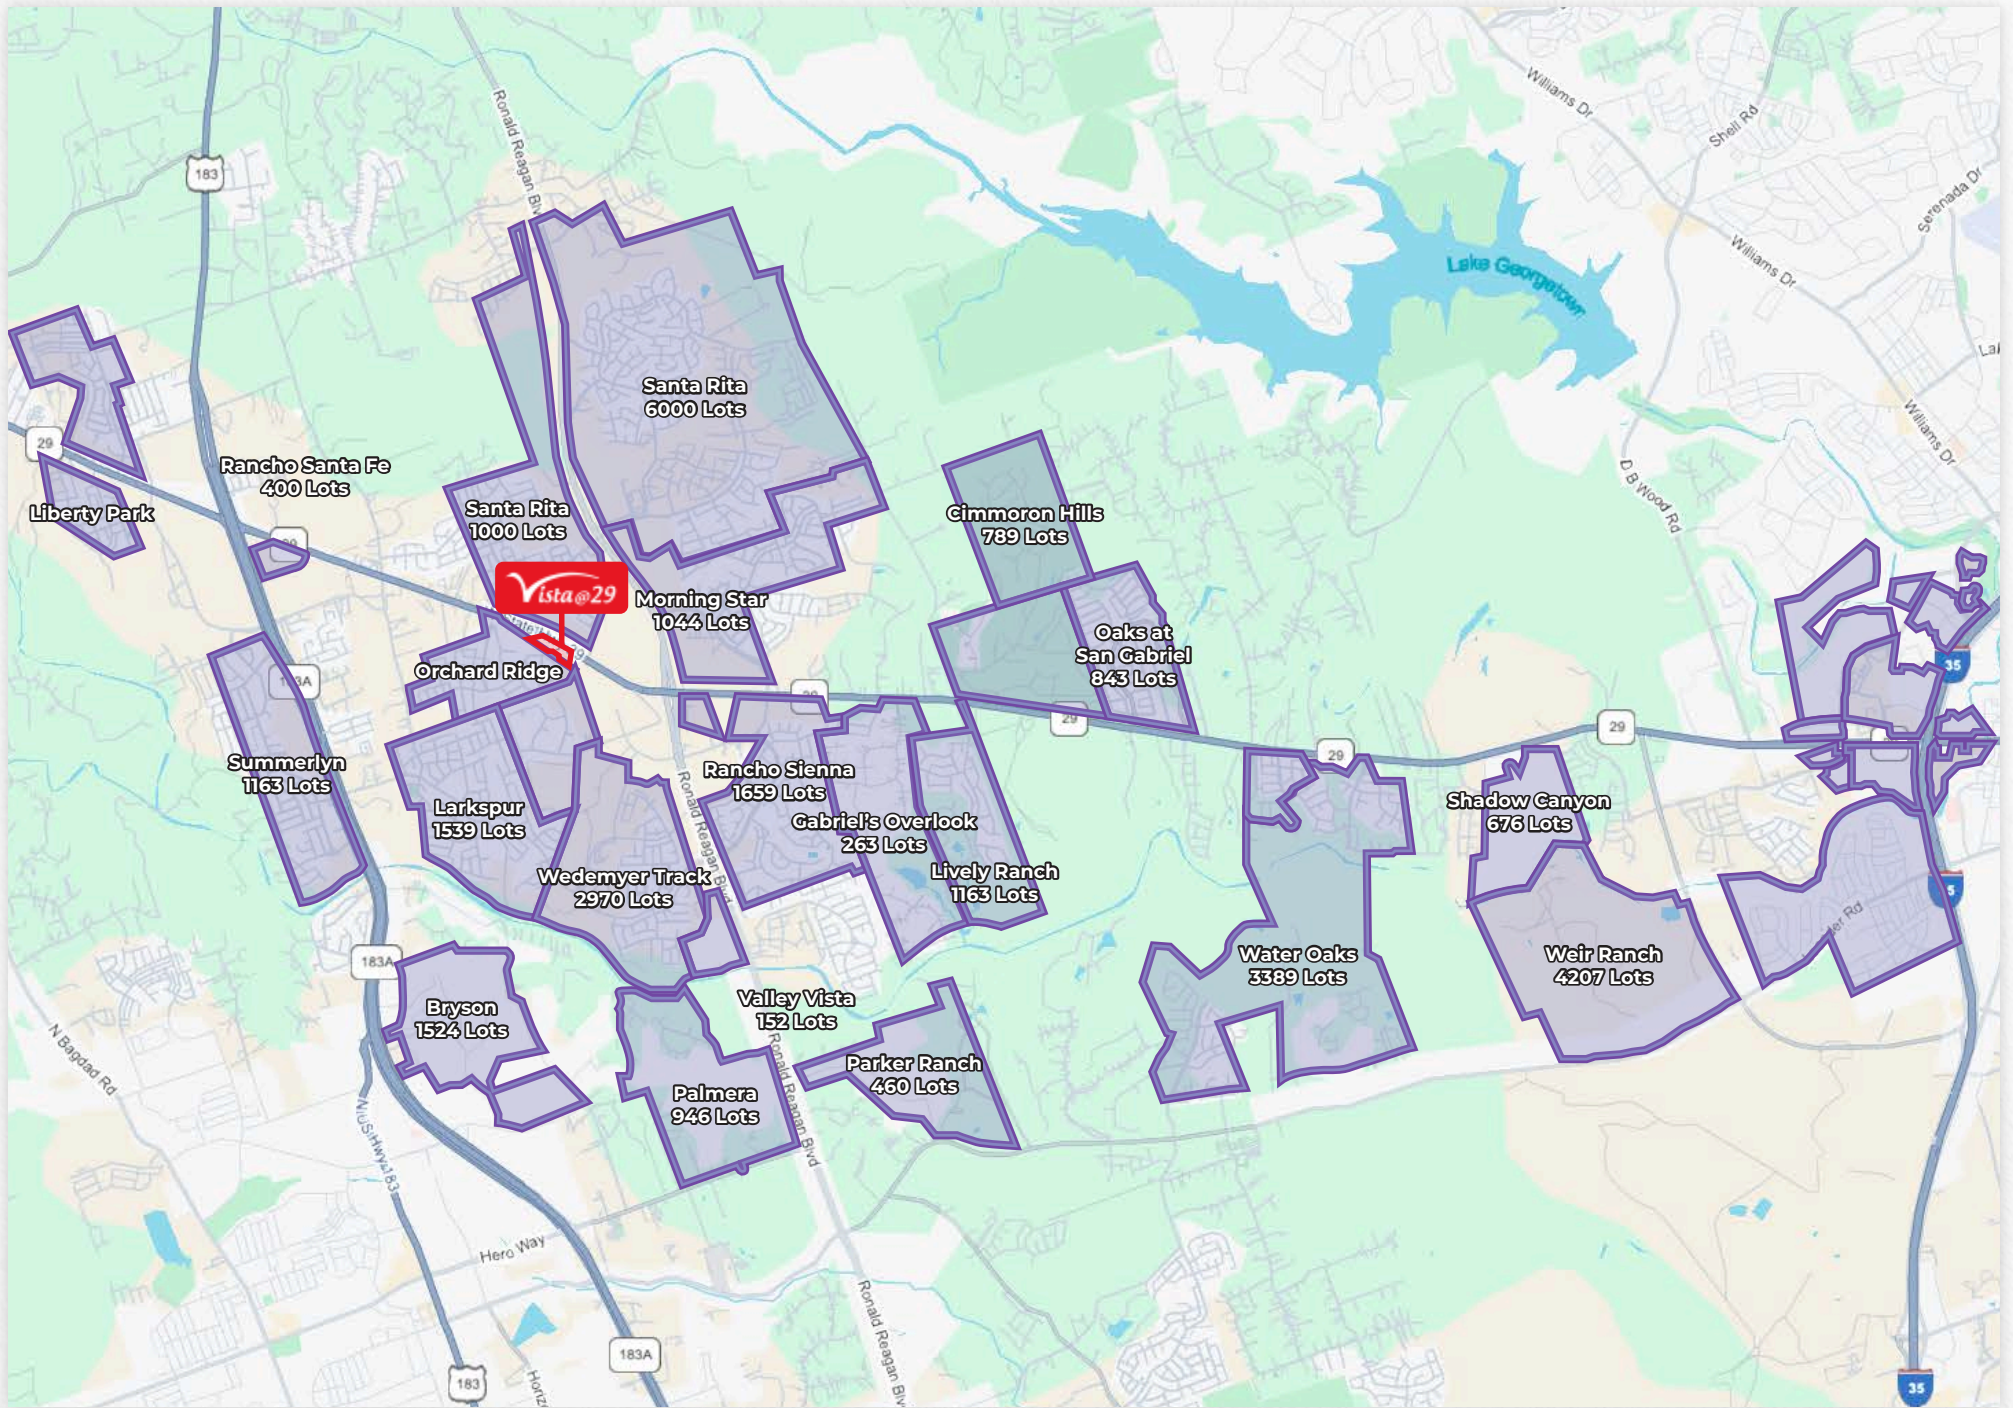 Williams Dr
Shell Rd
Ronald Reagan Blv
183
Serenada Dr
Williams Dr
Lake Georgetown
Santa Rita
6000 Lots
Williams Dr
29
Rancho Santa Fe
400 Lots
D B Wood Rd
Liberty Park
Santa Rita
1000 Lots
Cimmoron Hills
789 Lots
Vista@29
Morning Star
1044 Lots
Oaks at
San Gabriel
843 Lots
Orchard Ridge
35
29
29
29
Summerlyn
1163 Lots
Rancho Sienna
1659 Lots
Larkspur
1539 Lots
Ronald Reagan Blvd
Gabriel's Overlook
263 Lots
Shadow Canyon
676 Lots
Wedemyer Track
2970 Lots
Lively Ranch
1163 Lots
183A
Water Oaks
3389 Lots
Weir Ranch
4207 Lots
Bryson
1524 Lots
Valley Vista
152 Lots
N Bagdad Rd
Parker Ranch
460 Lots
Palmera
946 Lots
Ronald Reagan Blvd
N US Hwy 183
Hero Way
Ronald Reagan Blv
183A
183
35